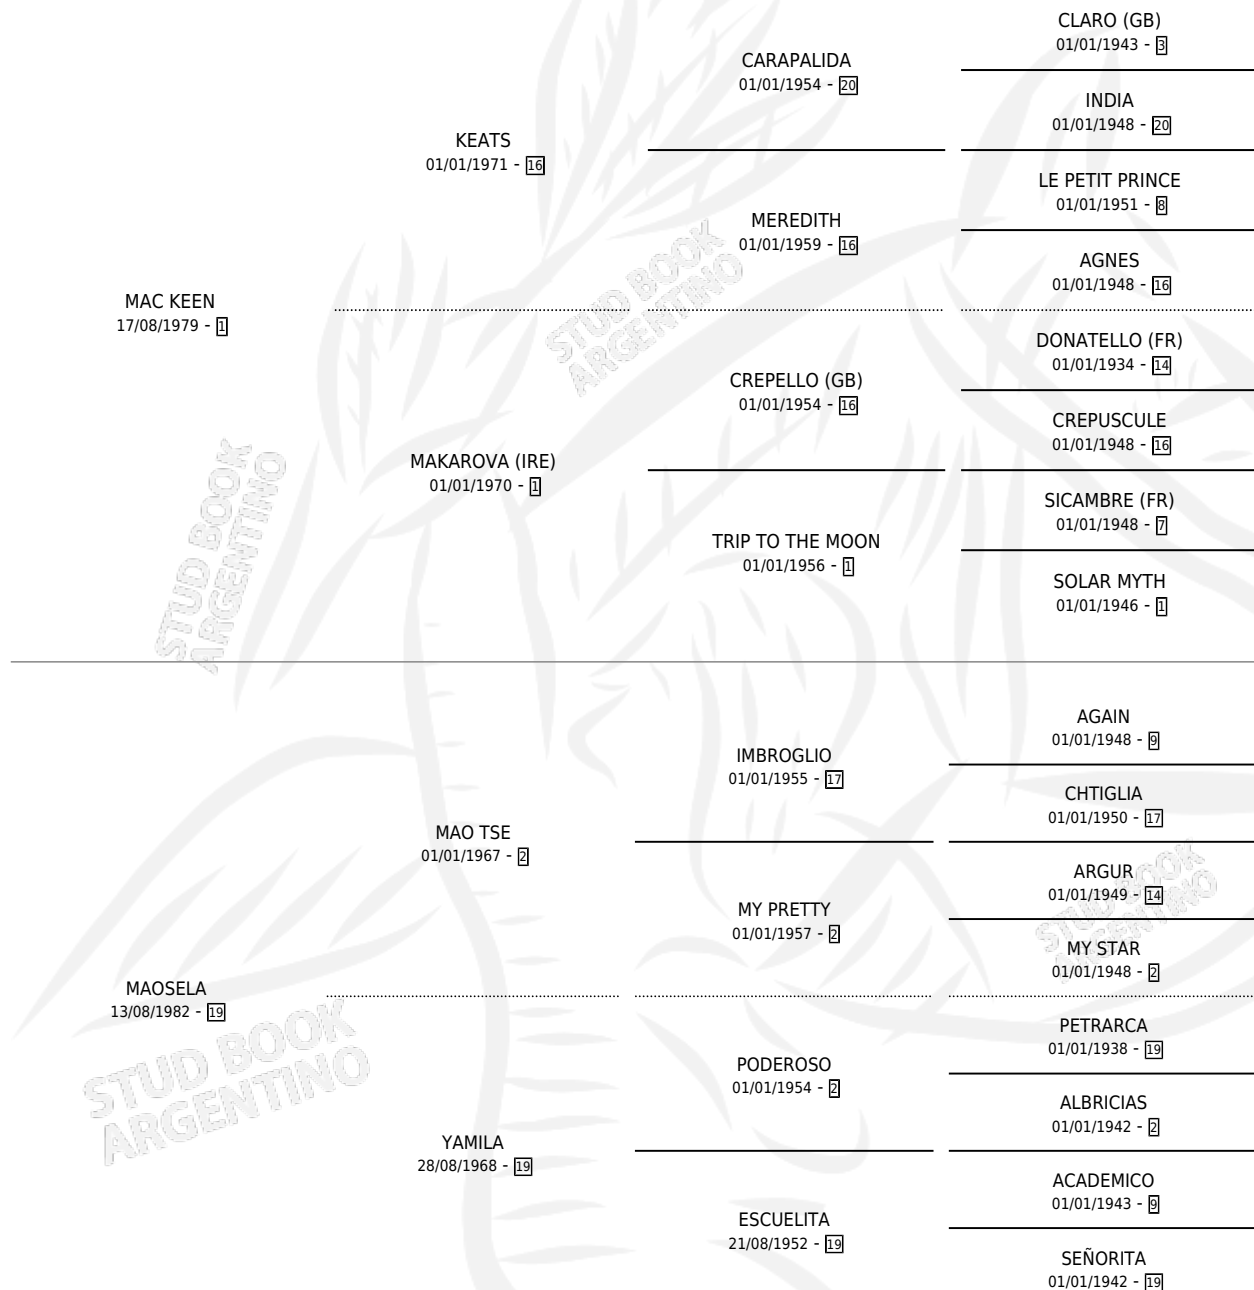 CLARO (GB)
01/01/1943 - 3
CARAPALIDA
01/01/1954 - 20
INDIA
01/01/1948 - 20
KEATS
01/01/1971 - 16
LE PETIT PRINCE
01/01/1951 - 8
MEREDITH
01/01/1959 - 16
AGNES
01/01/1948 - 16
MAC KEEN
17/08/1979 - 1
DONATELLO (FR)
01/01/1934 - 14
CREPELLO (GB)
01/01/1954 - 16
CREPUSCULE
01/01/1948 - 16
MAKAROVA (IRE)
01/01/1970 - 1
SICAMBRE (FR)
01/01/1948 - 7
TRIP TO THE MOON
01/01/1956 - 1
SOLAR MYTH
01/01/1946 - 1
AGAIN
01/01/1948 - 9
IMBROGLIO
01/01/1955 - 17
CHTIGLIA
01/01/1950 - 17
MAO TSE
01/01/1967 - 2
ARGUR
01/01/1949 - 14
MY PRETTY
01/01/1957 - 2
MY STAR
01/01/1948 - 2
MAOSELA
13/08/1982 - 19
PETRARCA
01/01/1938 - 19
PODEROSO
01/01/1954 - 2
ALBRICIAS
01/01/1942 - 2
YAMILA
28/08/1968 - 19
ACADEMICO
01/01/1943 - 9
ESCUELITA
21/08/1952 - 19
SEÑORITA
01/01/1942 - 19
STUD BOOK
ARGENTINO
STUD BOOK
ARGENTINO
STUD BOOK
ARGENTINO
STUD BOOK
ARGENTINO